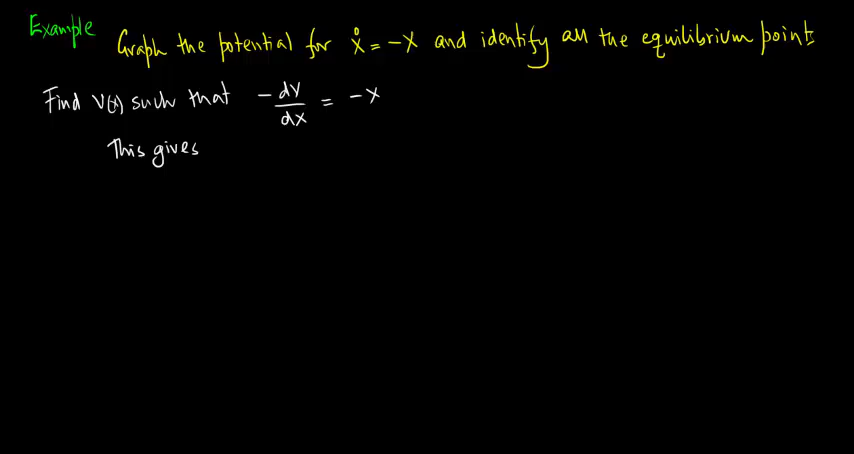 Example Graph the potential for ẋ = -x and identify all the equilibrium points
Find V(x) such that -dV/dx = -x
This gives